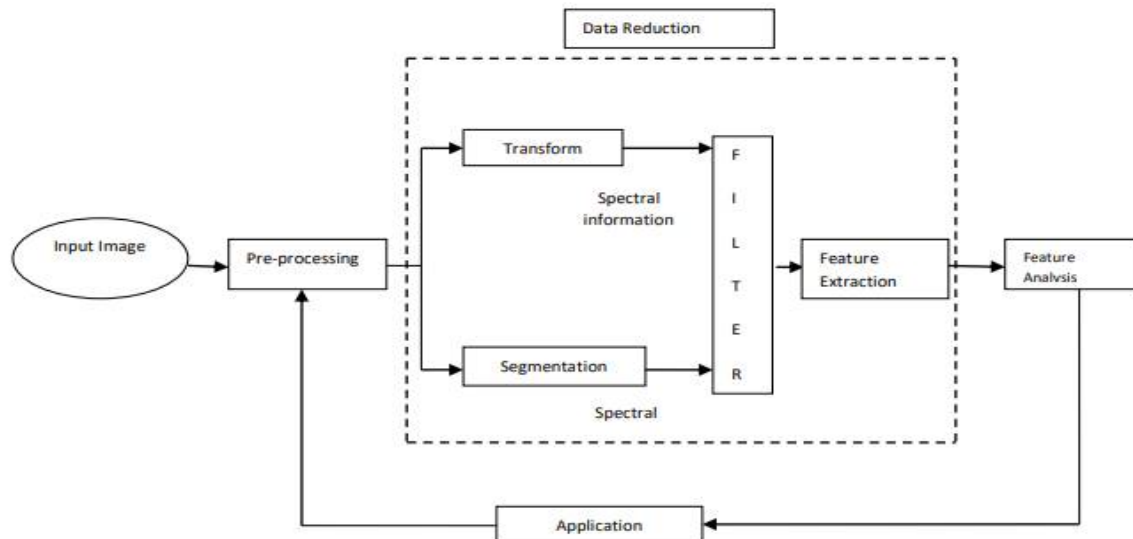 Data Reduction
Transform
Spectral
information
Input Image
Pre-processing
F
I
L
T
E
R
Feature
Extraction
Feature
Analysis
Segmentation
Spectral
Application